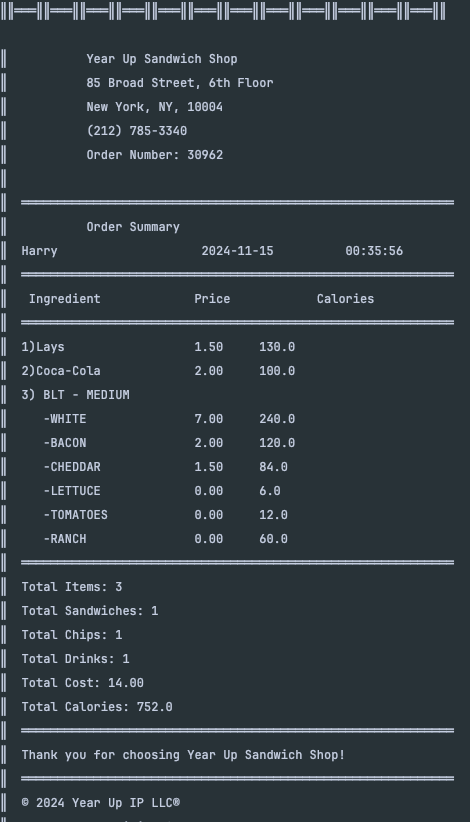 Year Up Sandwich Shop
85 Broad Street, 6th Floor
New York, NY, 10004
(212) 785-3340
Order Number: 30962
Order Summary
Harry 2024-11-15 00:35:56
Ingredient Price Calories
1)Lays 1.50 130.0
2)Coca-Cola 2.00 100.0
3) BLT - MEDIUM
-WHITE 7.00 240.0
-BACON 2.00 120.0
-CHEDDAR 1.50 84.0
-LETTUCE 0.00 6.0
-TOMATOES 0.00 12.0
-RANCH 0.00 60.0
Total Items: 3
Total Sandwiches: 1
Total Chips: 1
Total Drinks: 1
Total Cost: 14.00
Total Calories: 752.0
Thank you for choosing Year Up Sandwich Shop!
© 2024 Year Up IP LLC®